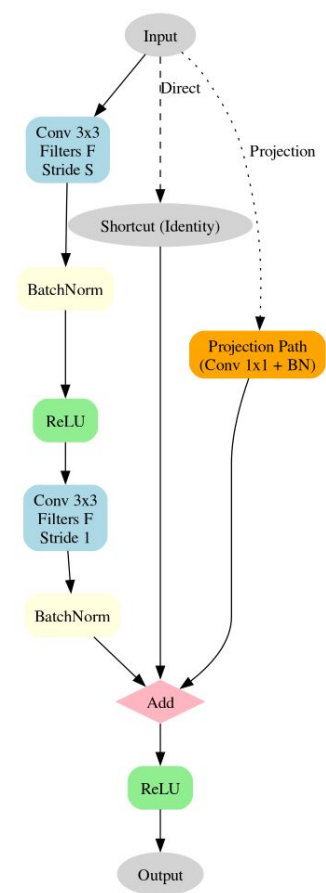 Input
Direct
Conv 3x3
Filters F
Stride S
Projection
Shortcut (Identity)
BatchNorm
Projection Path
(Conv 1x1 + BN)
ReLU
Conv 3x3
Filters F
Stride 1
BatchNorm
Add
ReLU
Output